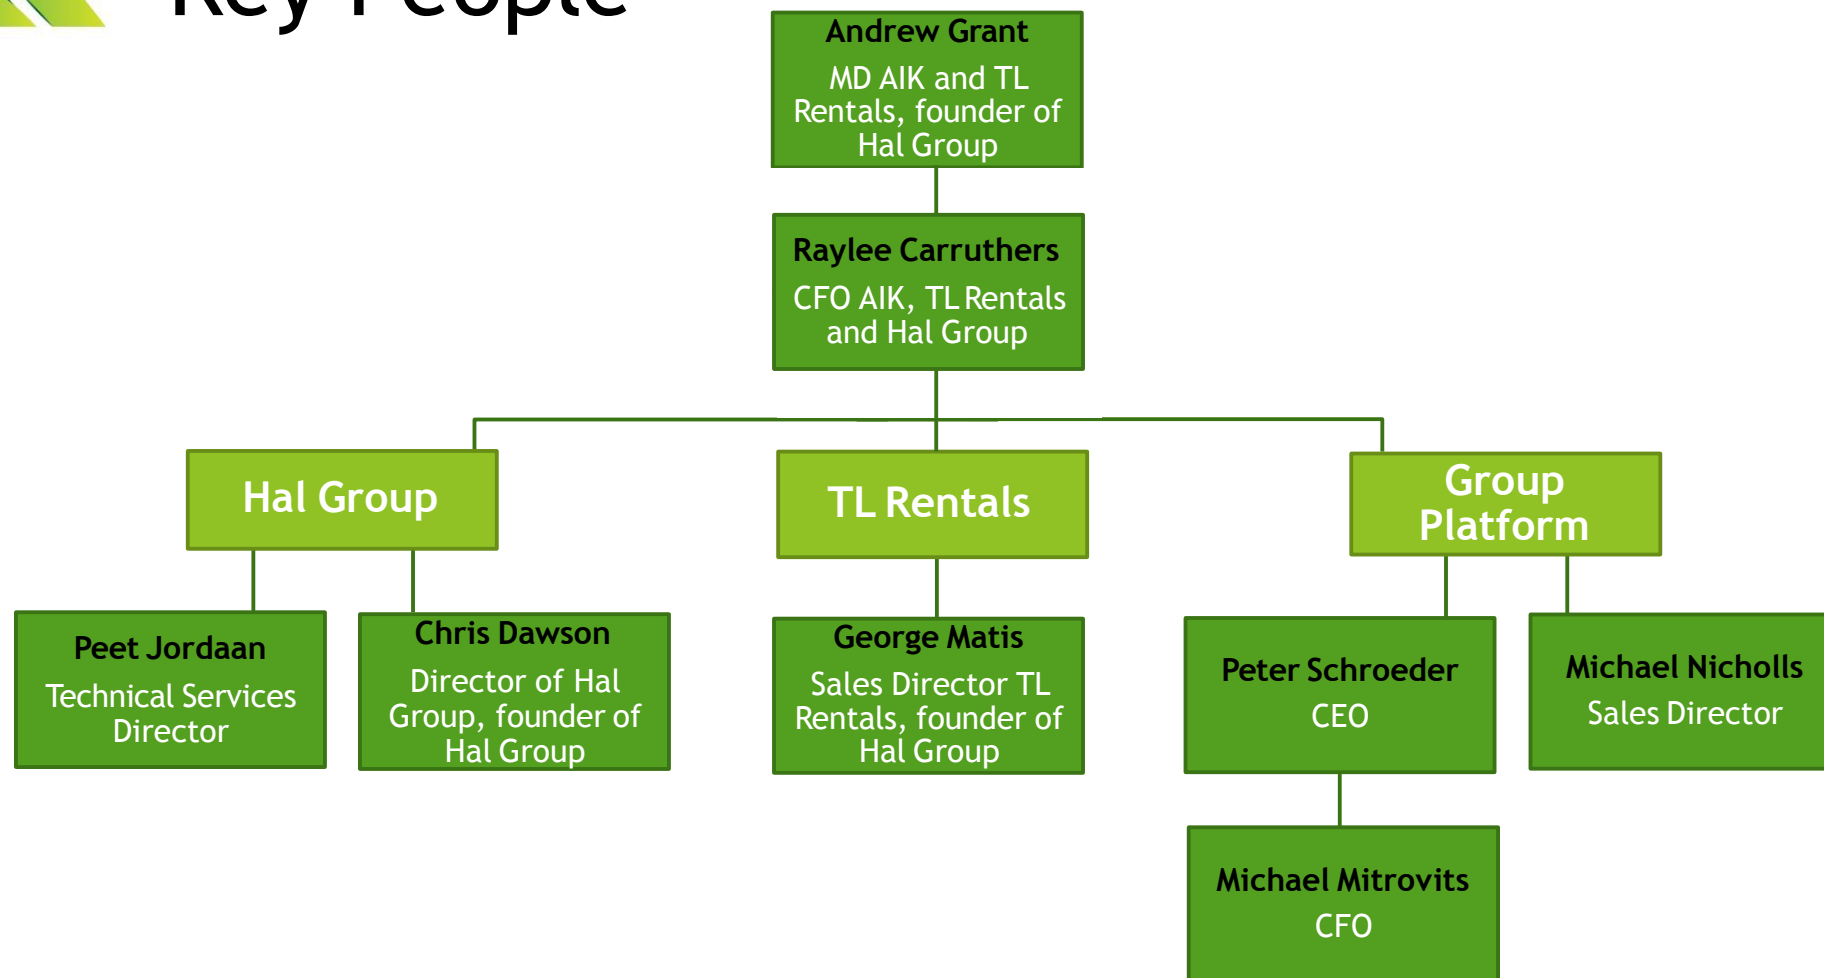 Key People
Andrew Grant
MD AIK and TL
Rentals, founder of
Hal Group
Raylee Carruthers
CFO AIK, TL Rentals
and Hal Group
Hal Group
TL Rentals
Group
Platform
Peet Jordaan
Technical Services
Director
Chris Dawson
Director of Hal
Group, founder of
Hal Group
George Matis
Sales Director TL
Rentals, founder of
Hal Group
Peter Schroeder
CEO
Michael Nicholls
Sales Director
Michael Mitrovits
CFO